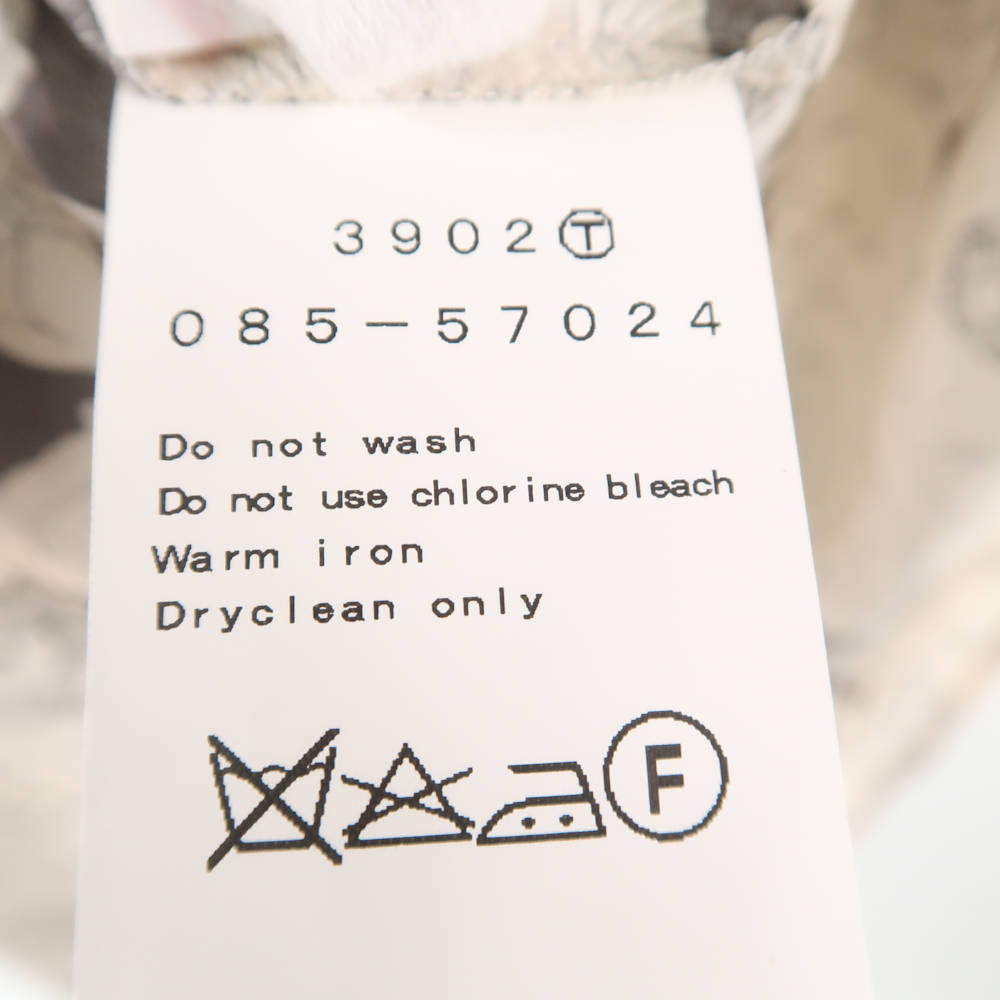 3902Ⓣ
085-57024
Do not wash
Do not use chlorine bleach
Warm iron
Dryclean only
F